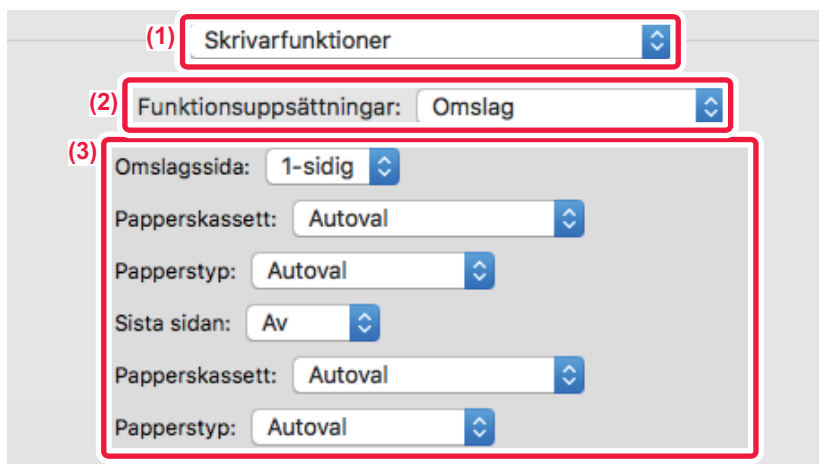 (1) Skrivarfunktioner
(2) Funktionsuppsättningar: Omslag
(3)
Omslagssida: 1-sidig
Papperskassett: Autoval
Papperstyp: Autoval
Sista sidan: Av
Papperskassett: Autoval
Papperstyp: Autoval